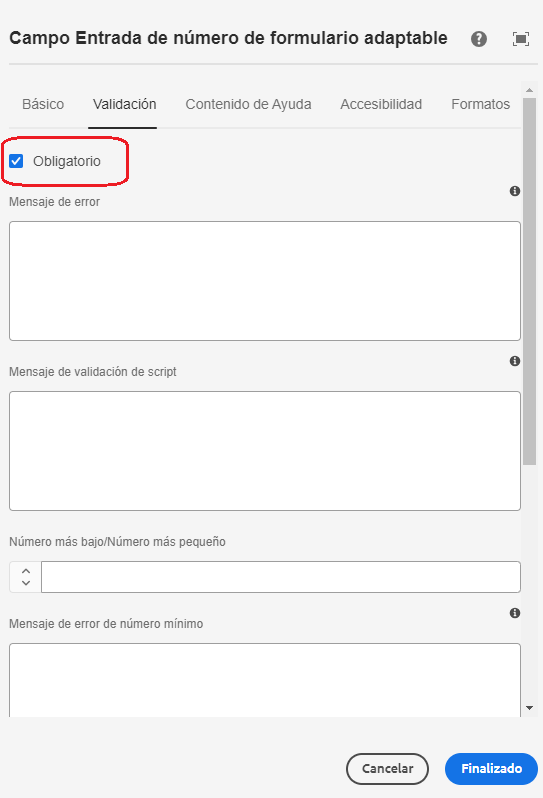 Campo Entrada de número de formulario adaptable
Básico Validación Contenido de Ayuda Accesibilidad Formatos
Obligatorio
Mensaje de error
Mensaje de validación de script
Número más bajo/Número más pequeño
Mensaje de error de número mínimo
Cancelar Finalizado